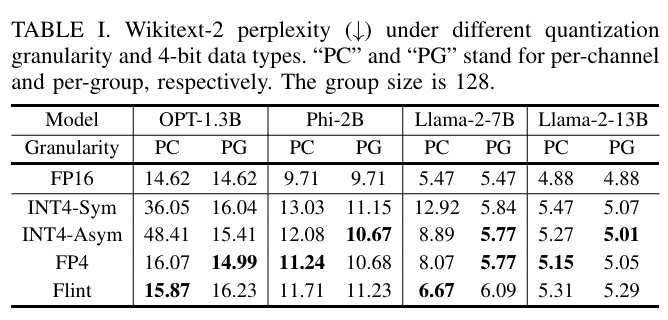 TABLE I. Wikitext-2 perplexity (↓) under different quantization
granularity and 4-bit data types. “PC” and “PG” stand for per-channel
and per-group, respectively. The group size is 128.
Model OPT-1.3B Phi-2B Llama-2-7B Llama-2-13B
Granularity PC PG PC PG PC PG PC PG
FP16 14.62 14.62 9.71 9.71 5.47 5.47 4.88 4.88
INT4-Sym 36.05 16.04 13.03 11.15 12.92 5.84 5.47 5.07
INT4-Asym 48.41 15.41 12.08 10.67 8.89 5.77 5.27 5.01
FP4 16.07 14.99 11.24 10.68 8.07 5.77 5.15 5.05
Flint 15.87 16.23 11.71 11.23 6.67 6.09 5.31 5.29